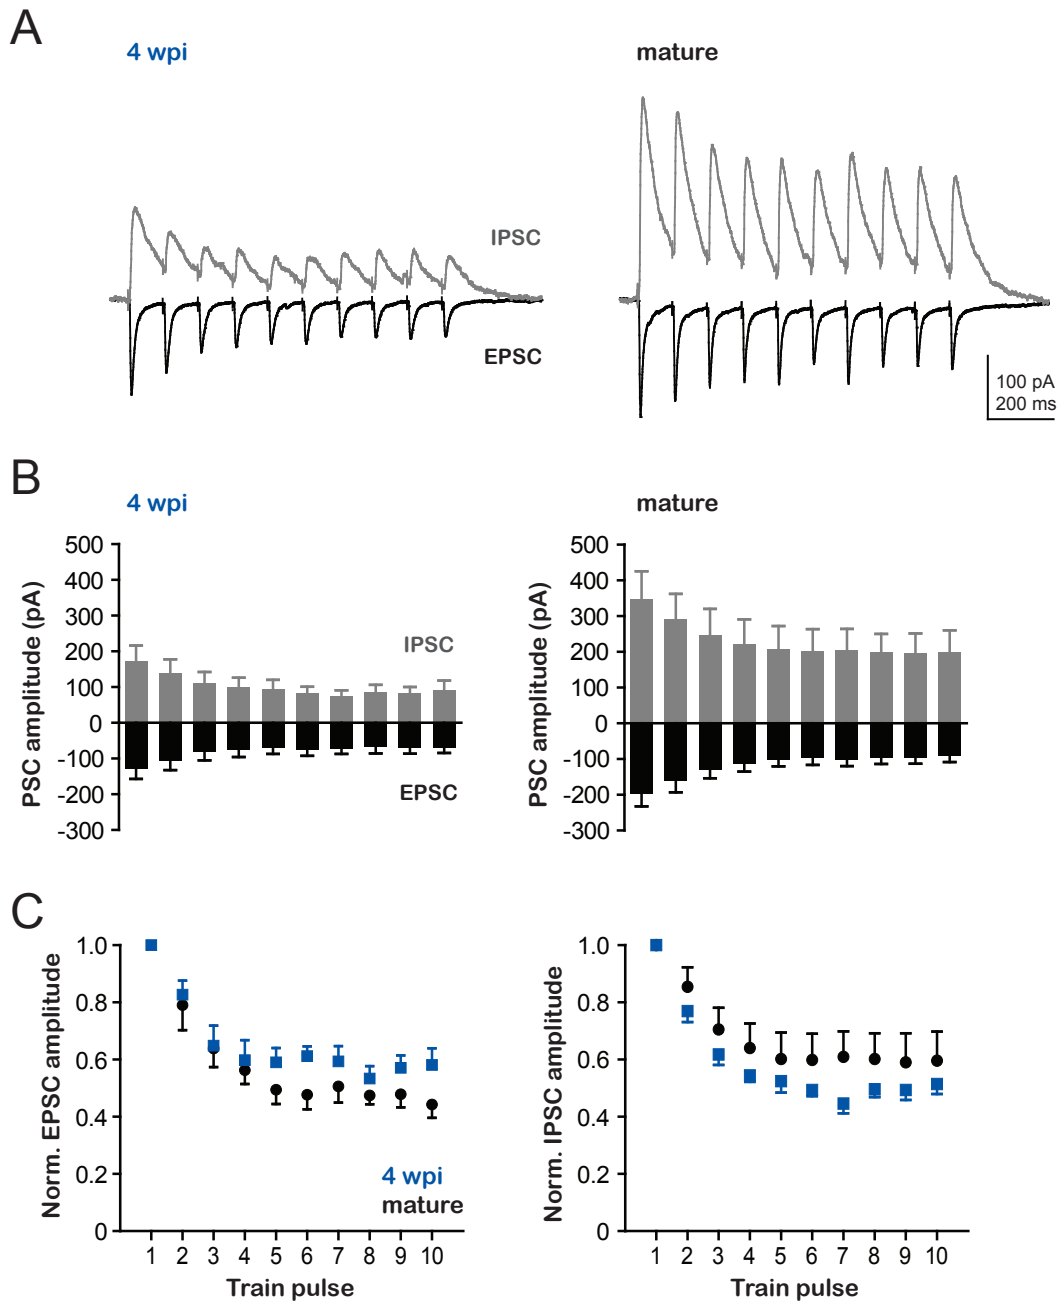 A
4 wpi
mature
IPSC
EPSC
100 pA
200 ms
B
4 wpi
mature
PSC amplitude (pA)
500
400
300
200
100
0
-100
-200
-300
IPSC
EPSC
PSC amplitude (pA)
500
400
300
200
100
0
-100
-200
-300
C
Norm. EPSC amplitude
1.0
0.8
0.6
0.4
0.2
0
4 wpi
mature
1 2 3 4 5 6 7 8 9 10
Train pulse
Norm. IPSC amplitude
1.0
0.8
0.6
0.4
0.2
0
1 2 3 4 5 6 7 8 9 10
Train pulse